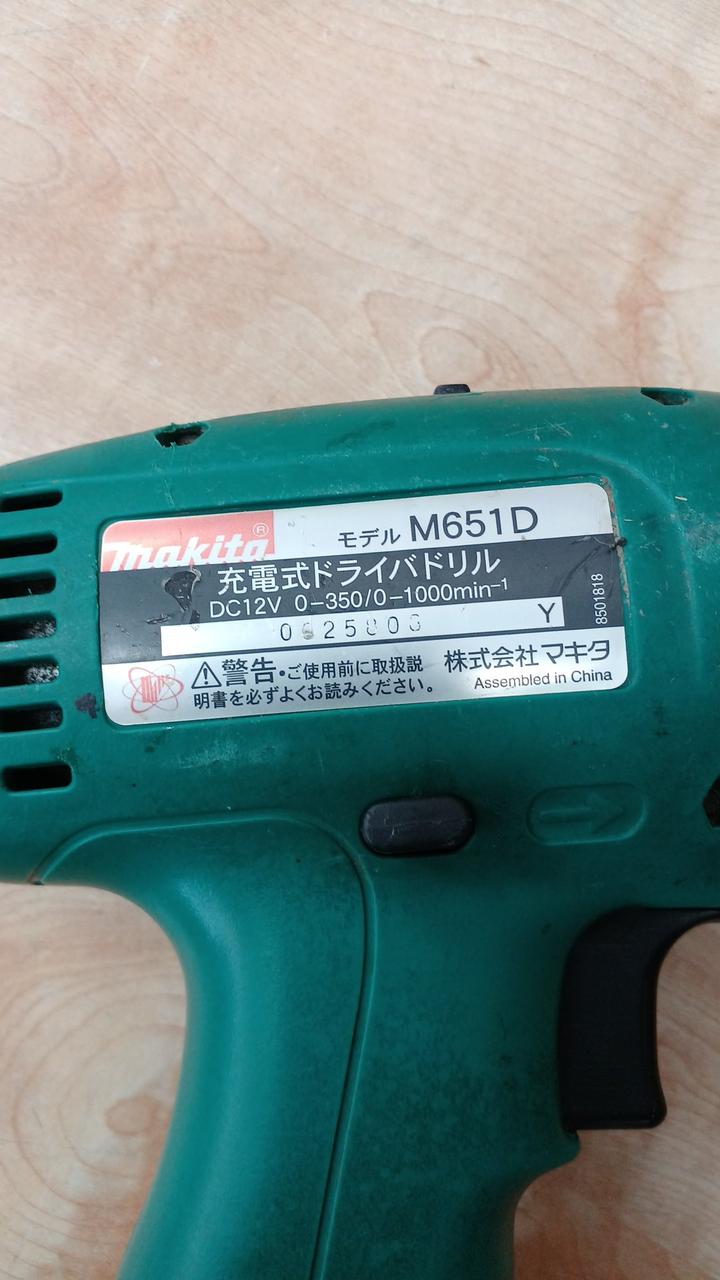 makita®
モデル M651D
充電式ドライバドリル
DC12V 0-350/0-1000min⁻¹
Y
8501818
⚠警告・ご使用前に取扱説
明書を必ずよくお読みください。
株式会社マキタ
Assembled in China